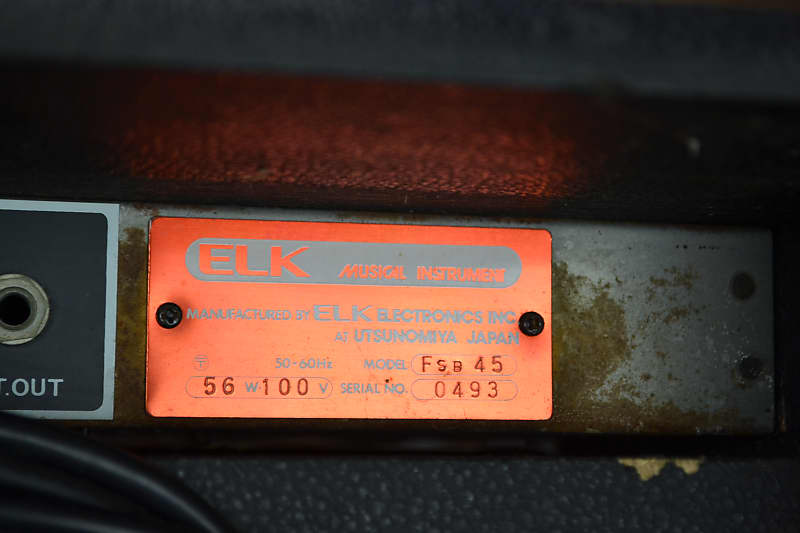 ELK MUSICAL INSTRUMENT
MANUFACTURED BY ELK ELECTRONICS INC.
AT UTSUNOMIYA JAPAN
〒 50-60Hz MODEL FSB 45
56 W 100 V SERIAL NO. 0493
T.OUT